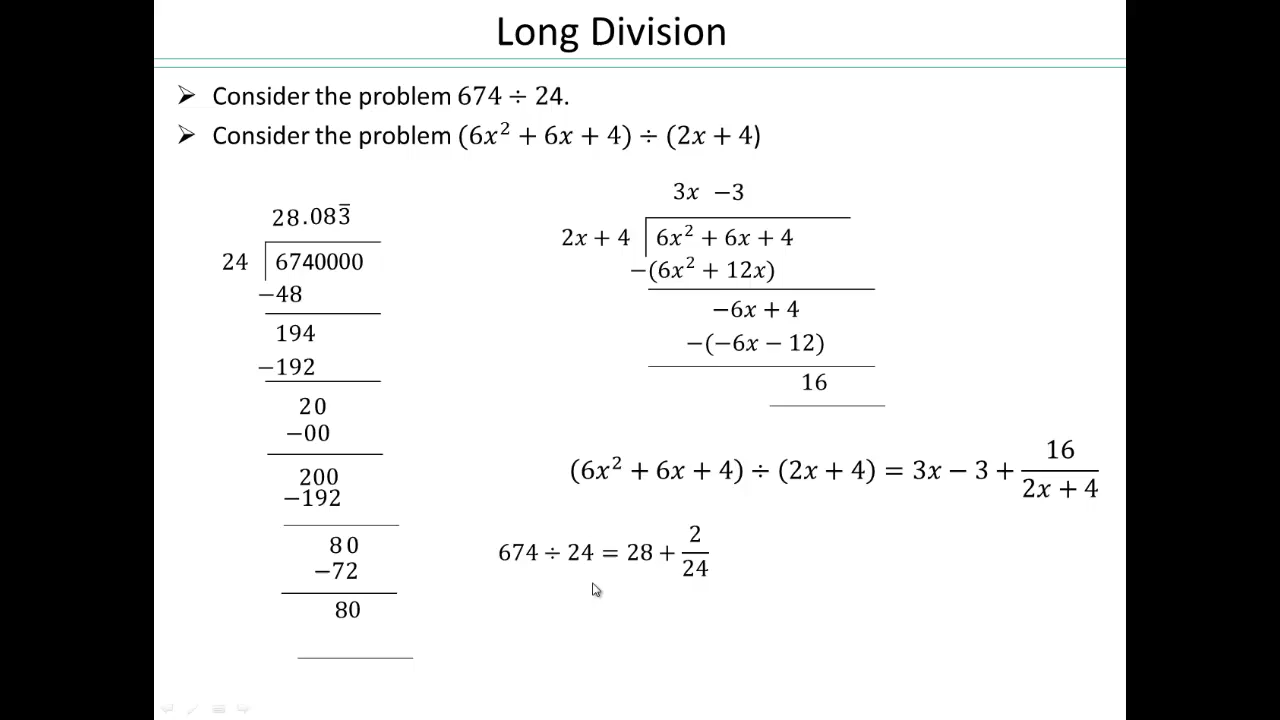 Long Division
➢ Consider the problem 674 ÷ 24.
➢ Consider the problem (6x² + 6x + 4) ÷ (2x + 4)
28.083̅
24 6740000
−48
194
−192
20
−00
200
−192
80
−72
80
3x −3
2x + 4 6x² + 6x + 4
−(6x² + 12x)
−6x + 4
−(−6x − 12)
16
(6x² + 6x + 4) ÷ (2x + 4) = 3x − 3 + 16/(2x + 4)
674 ÷ 24 = 28 + 2/24